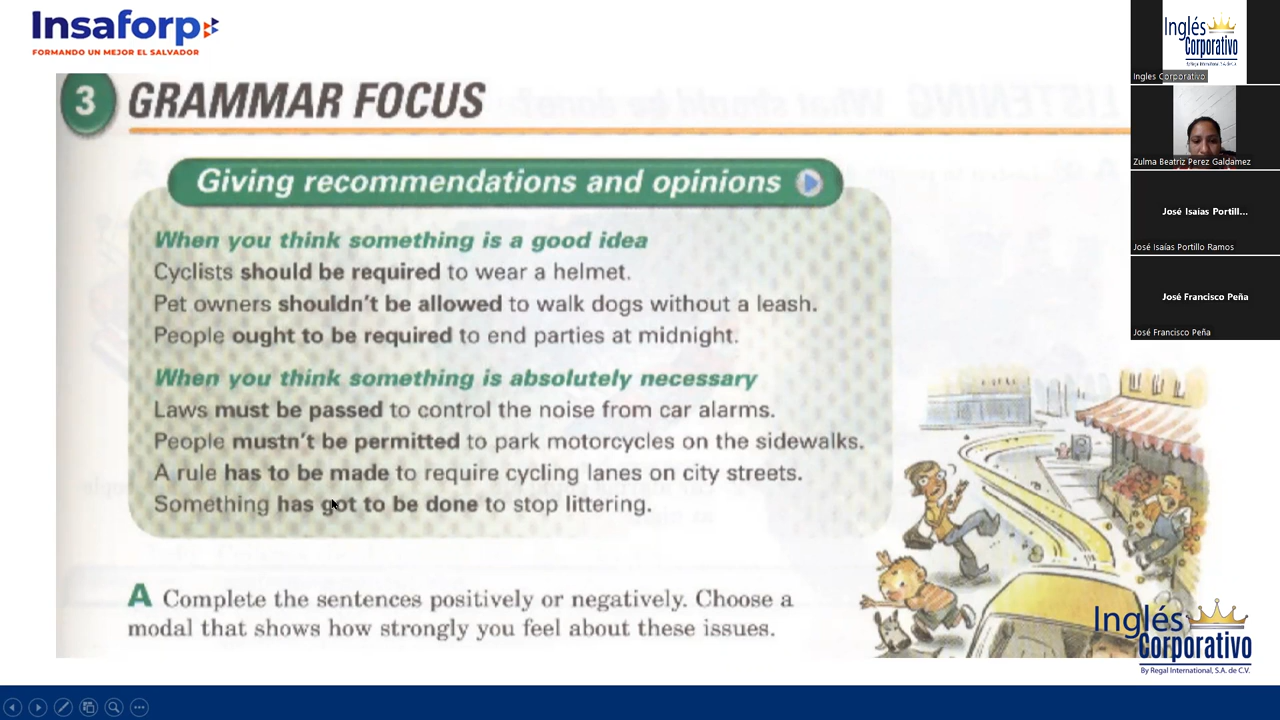 Insaforp
FORMANDO UN MEJOR EL SALVADOR
3 GRAMMAR FOCUS
LISTENING What should be done?
Giving recommendations and opinions
When you think something is a good idea
Cyclists should be required to wear a helmet.
Pet owners shouldn't be allowed to walk dogs without a leash.
People ought to be required to end parties at midnight.
When you think something is absolutely necessary
Laws must be passed to control the noise from car alarms.
People mustn't be permitted to park motorcycles on the sidewalks.
A rule has to be made to require cycling lanes on city streets.
Something has got to be done to stop littering.
A Complete the sentences positively or negatively. Choose a
modal that shows how strongly you feel about these issues.
Inglés
Corporativo
By Regal International, S.A. de C.V.
Inglés
Corporativo
Ingles Corporativo
Zulma Beatriz Perez Galdamez
José Isaías Portill...
José Isaías Portillo Ramos
José Francisco Peña
José Francisco Peña